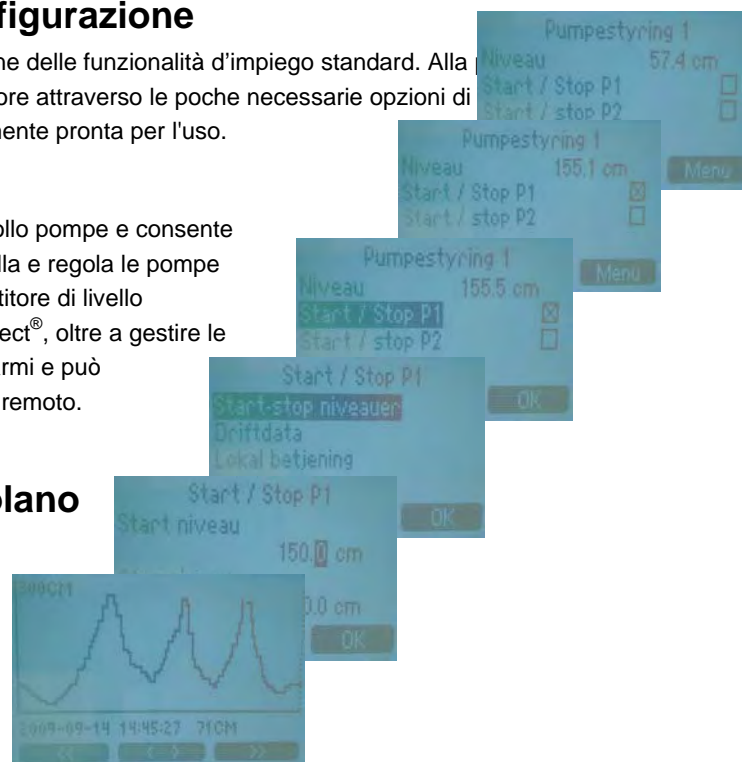 figurazione
ne delle funzionalità d'impiego standard. Alla
ore attraverso le poche necessarie opzioni di
mente pronta per l'uso.
ollo pompe e consente
lla e regola le pompe
titore di livello
ect®, oltre a gestire le
armi e può
remoto.
olano
Pumpestyring 1
Niveau 57.4 cm
Start / Stop P1
Start / stop P2
Menu
Pumpestyring 1
Niveau 155.1 cm
Start / Stop P1
Start / stop P2
Menu
Pumpestyring 1
Niveau 155.5 cm
Start / Stop P1
Start / stop P2
OK
Start / Stop P1
Start-stop niveauer
Driftdata
Lokal betjening
OK
Start / Stop P1
Start niveau
150.0 cm
0.0 cm
OK
300CM
2009-09-14 14:45:27 71CM
<< < > >>